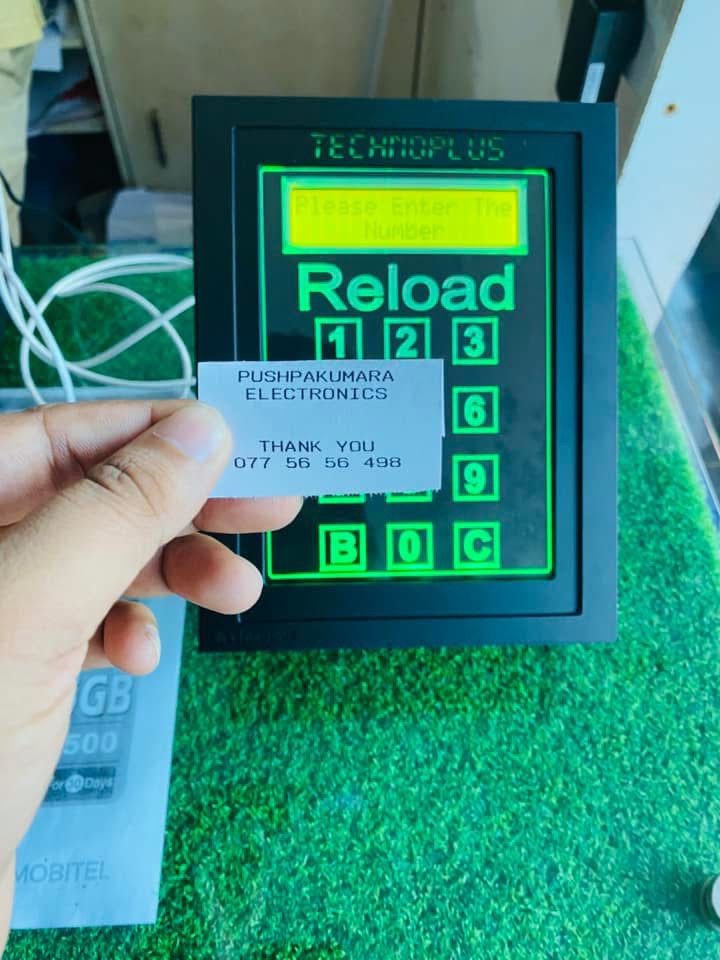 TECHNOPLUS
Please Enter The
Number
Reload
1 2 3
PUSHPAKUMARA
ELECTRONICS
6
THANK YOU
077 56 56 498
9
B 0 C
GB
500
For 30 Days
MOBITEL